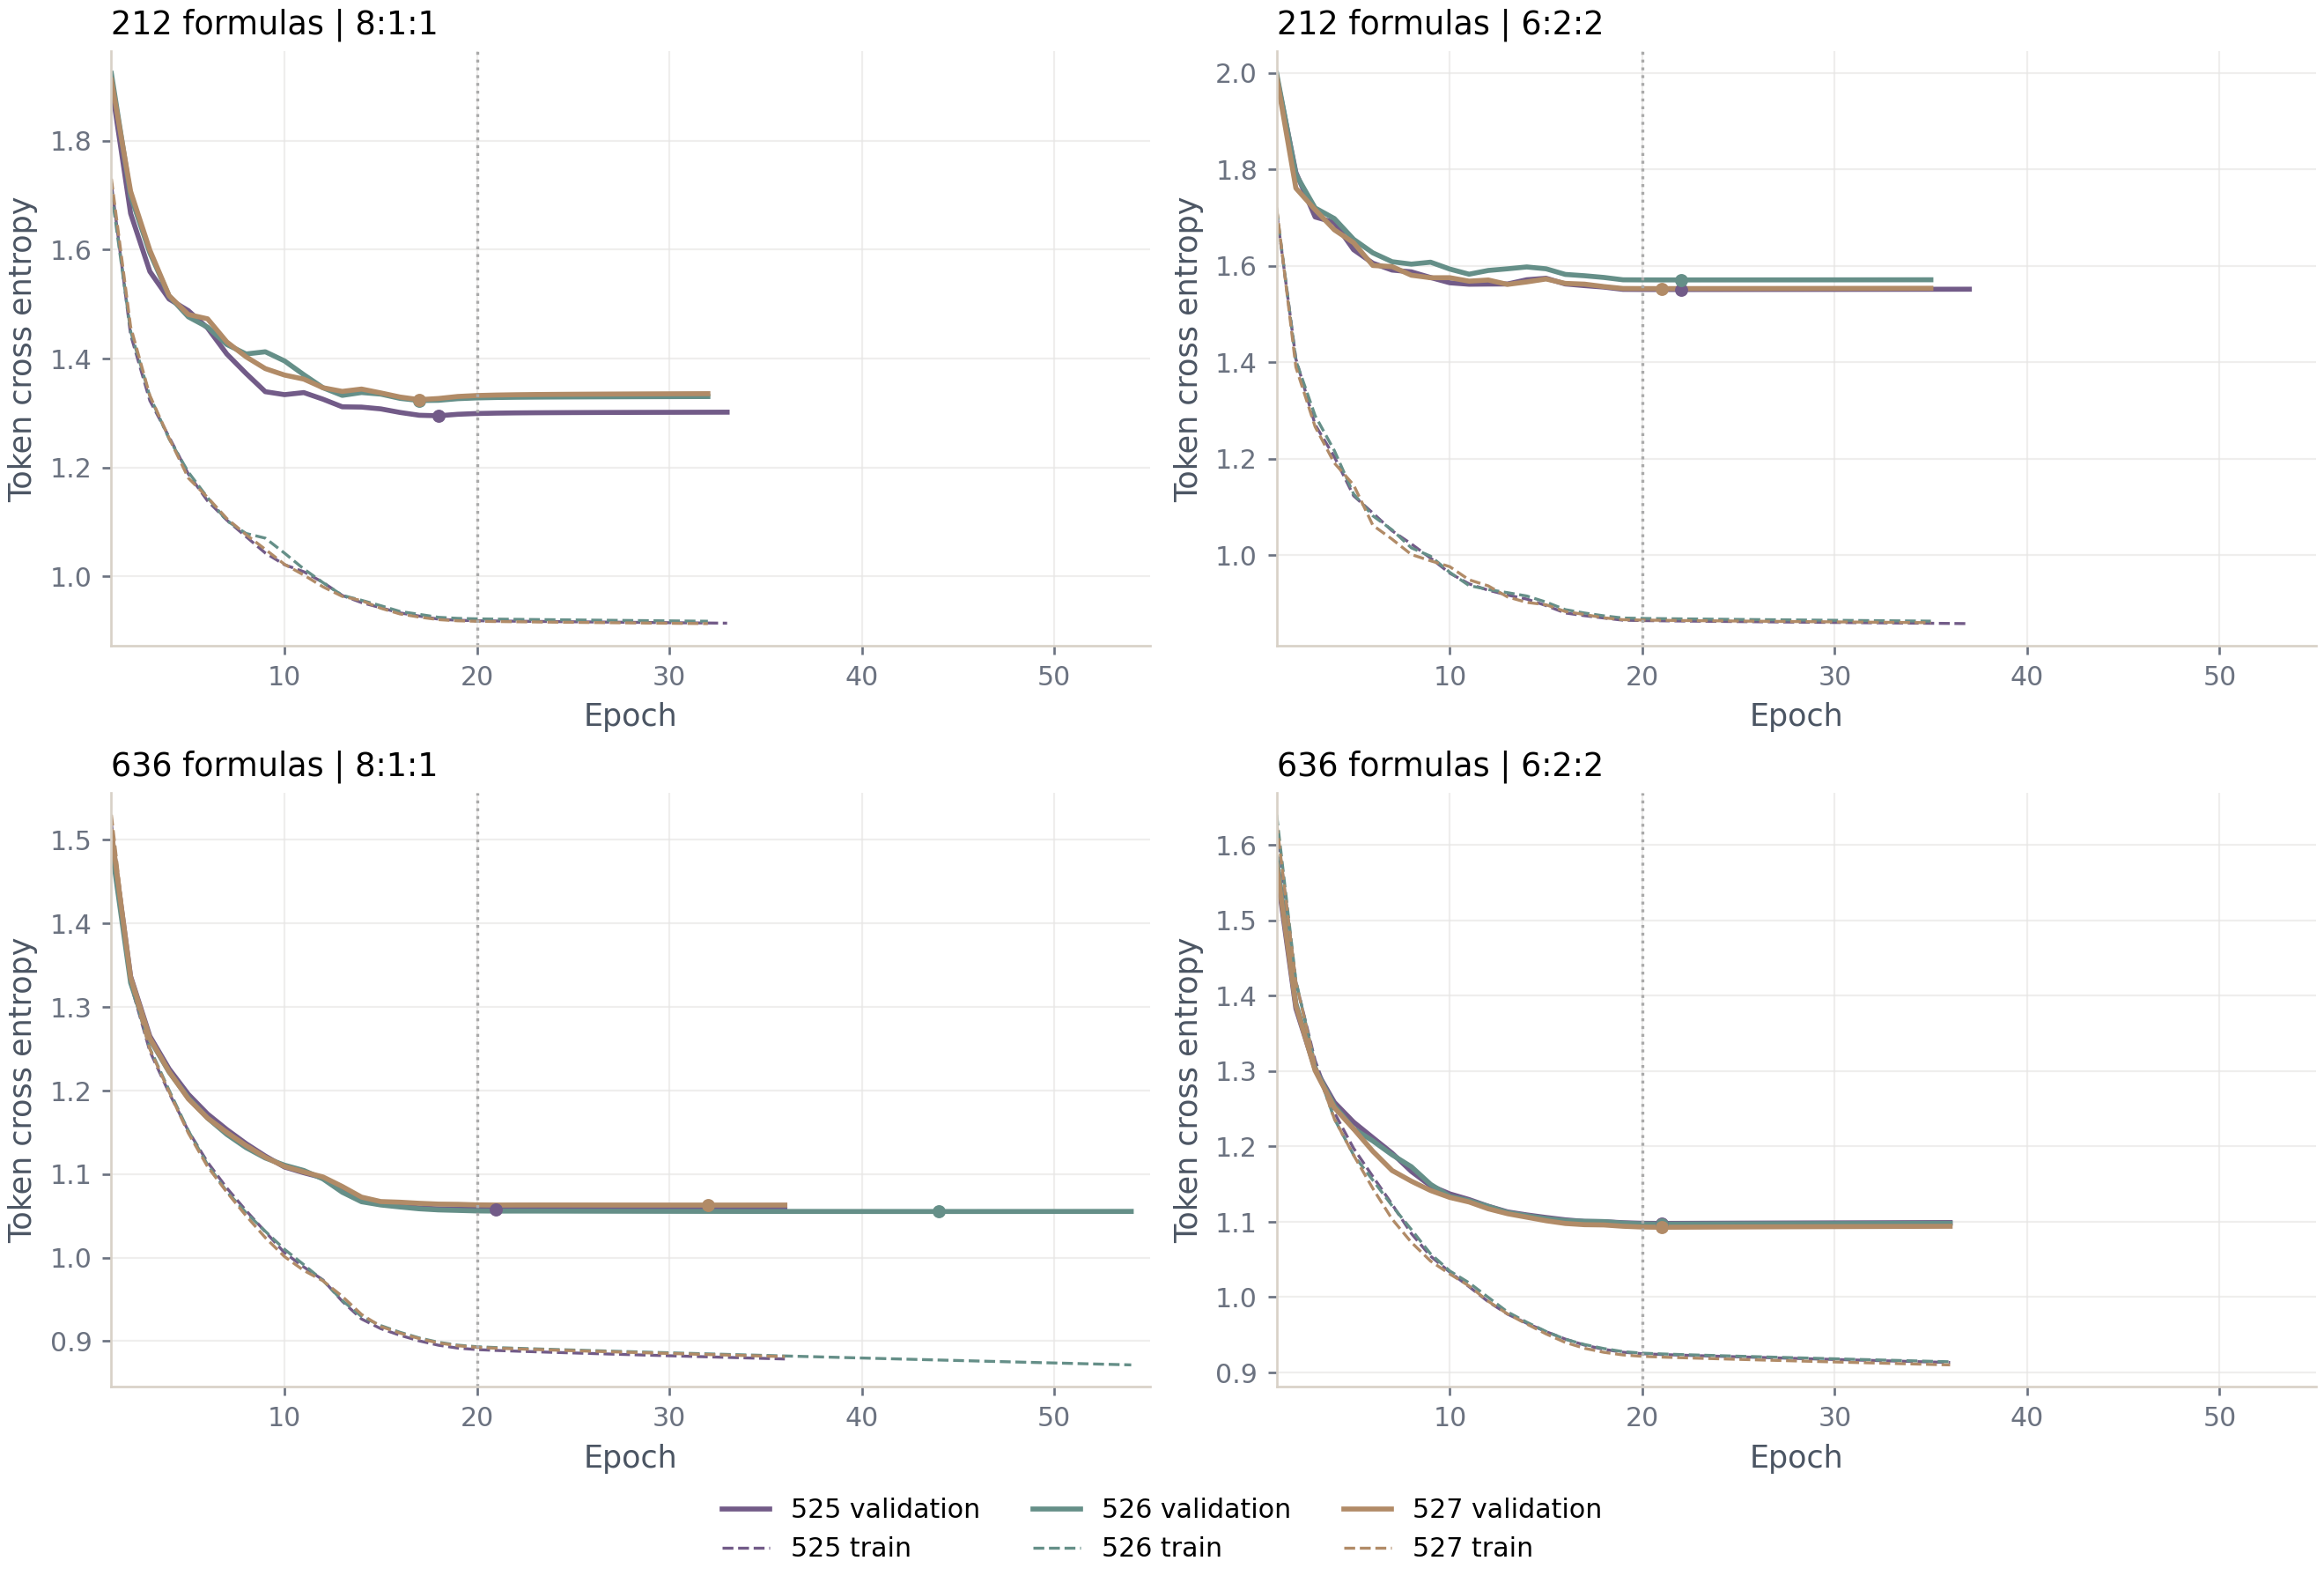 212 formulas | 8:1:1
Token cross entropy
1.8
1.6
1.4
1.2
1.0
10 20 30 40 50
Epoch
212 formulas | 6:2:2
Token cross entropy
2.0
1.8
1.6
1.4
1.2
1.0
10 20 30 40 50
Epoch
636 formulas | 8:1:1
Token cross entropy
1.5
1.4
1.3
1.2
1.1
1.0
0.9
10 20 30 40 50
Epoch
636 formulas | 6:2:2
Token cross entropy
1.6
1.5
1.4
1.3
1.2
1.1
1.0
0.9
10 20 30 40 50
Epoch
525 validation 526 validation 527 validation
525 train 526 train 527 train